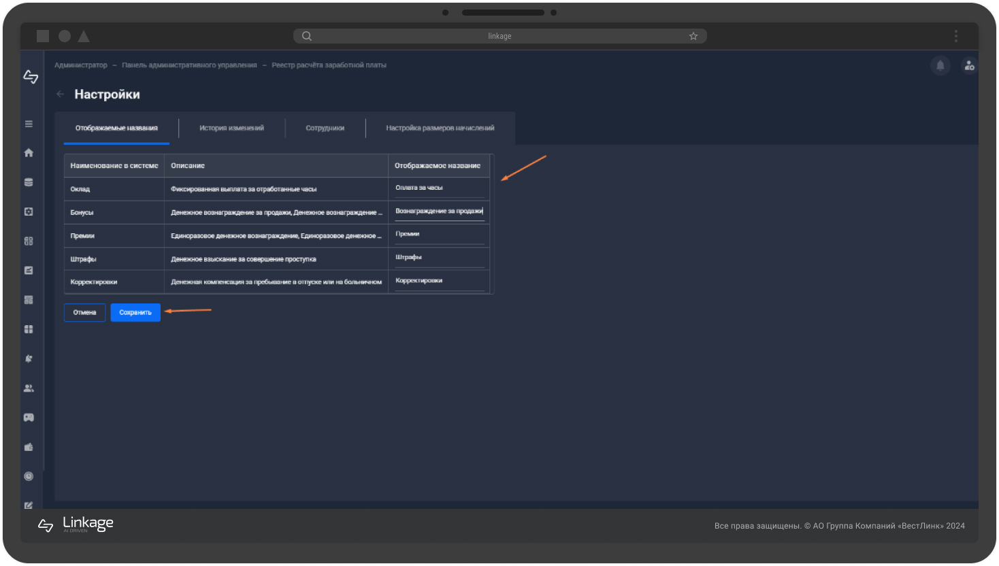 linkage
Администратор – Панель административного управления – Реестр расчёта заработной платы
Настройки
Отображаемые названия
История изменений
Сотрудники
Настройка размеров начислений
Наименование в системе Описание Отображаемое название
Оклад Фиксированная выплата за отработанные часы Оплата за часы
Бонусы Денежное вознаграждение за продажи, Денежное вознаграждение ... Вознаграждение за продажи
Премии Единоразовое денежное вознаграждение, Единоразовое денежное ... Премии
Штрафы Денежное взыскание за совершение проступка Штрафы
Корректировки Денежная компенсация за пребывание в отпуске или на больничном Корректировки
Отмена Сохранить
Linkage
AI DRIVEN
Все права защищены. © АО Группа Компаний «ВестЛинк» 2024